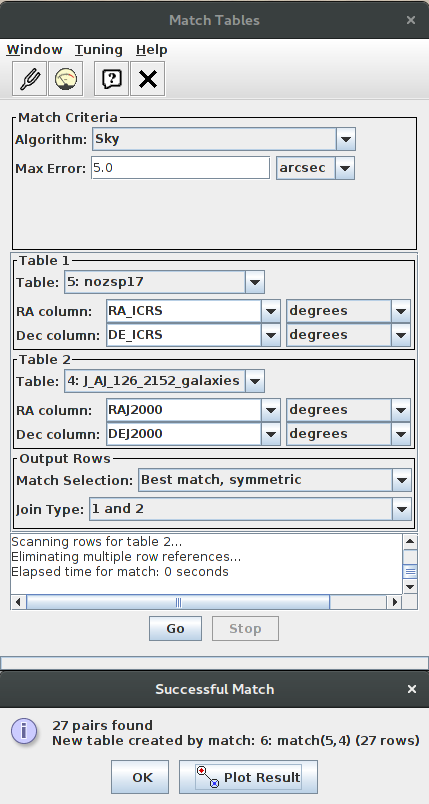 Match Tables
Window Tuning Help
Match Criteria
Algorithm: Sky
Max Error: 5.0 arcsec
Table 1
Table: 5: nozsp17
RA column: RA_ICRS degrees
Dec column: DE_ICRS degrees
Table 2
Table: 4: J_AJ_126_2152_galaxies
RA column: RAJ2000 degrees
Dec column: DEJ2000 degrees
Output Rows
Match Selection: Best match, symmetric
Join Type: 1 and 2
Scanning rows for table 2...
Eliminating multiple row references...
Elapsed time for match: 0 seconds
Go Stop
Successful Match
27 pairs found
New table created by match: 6: match(5,4) (27 rows)
OK Plot Result